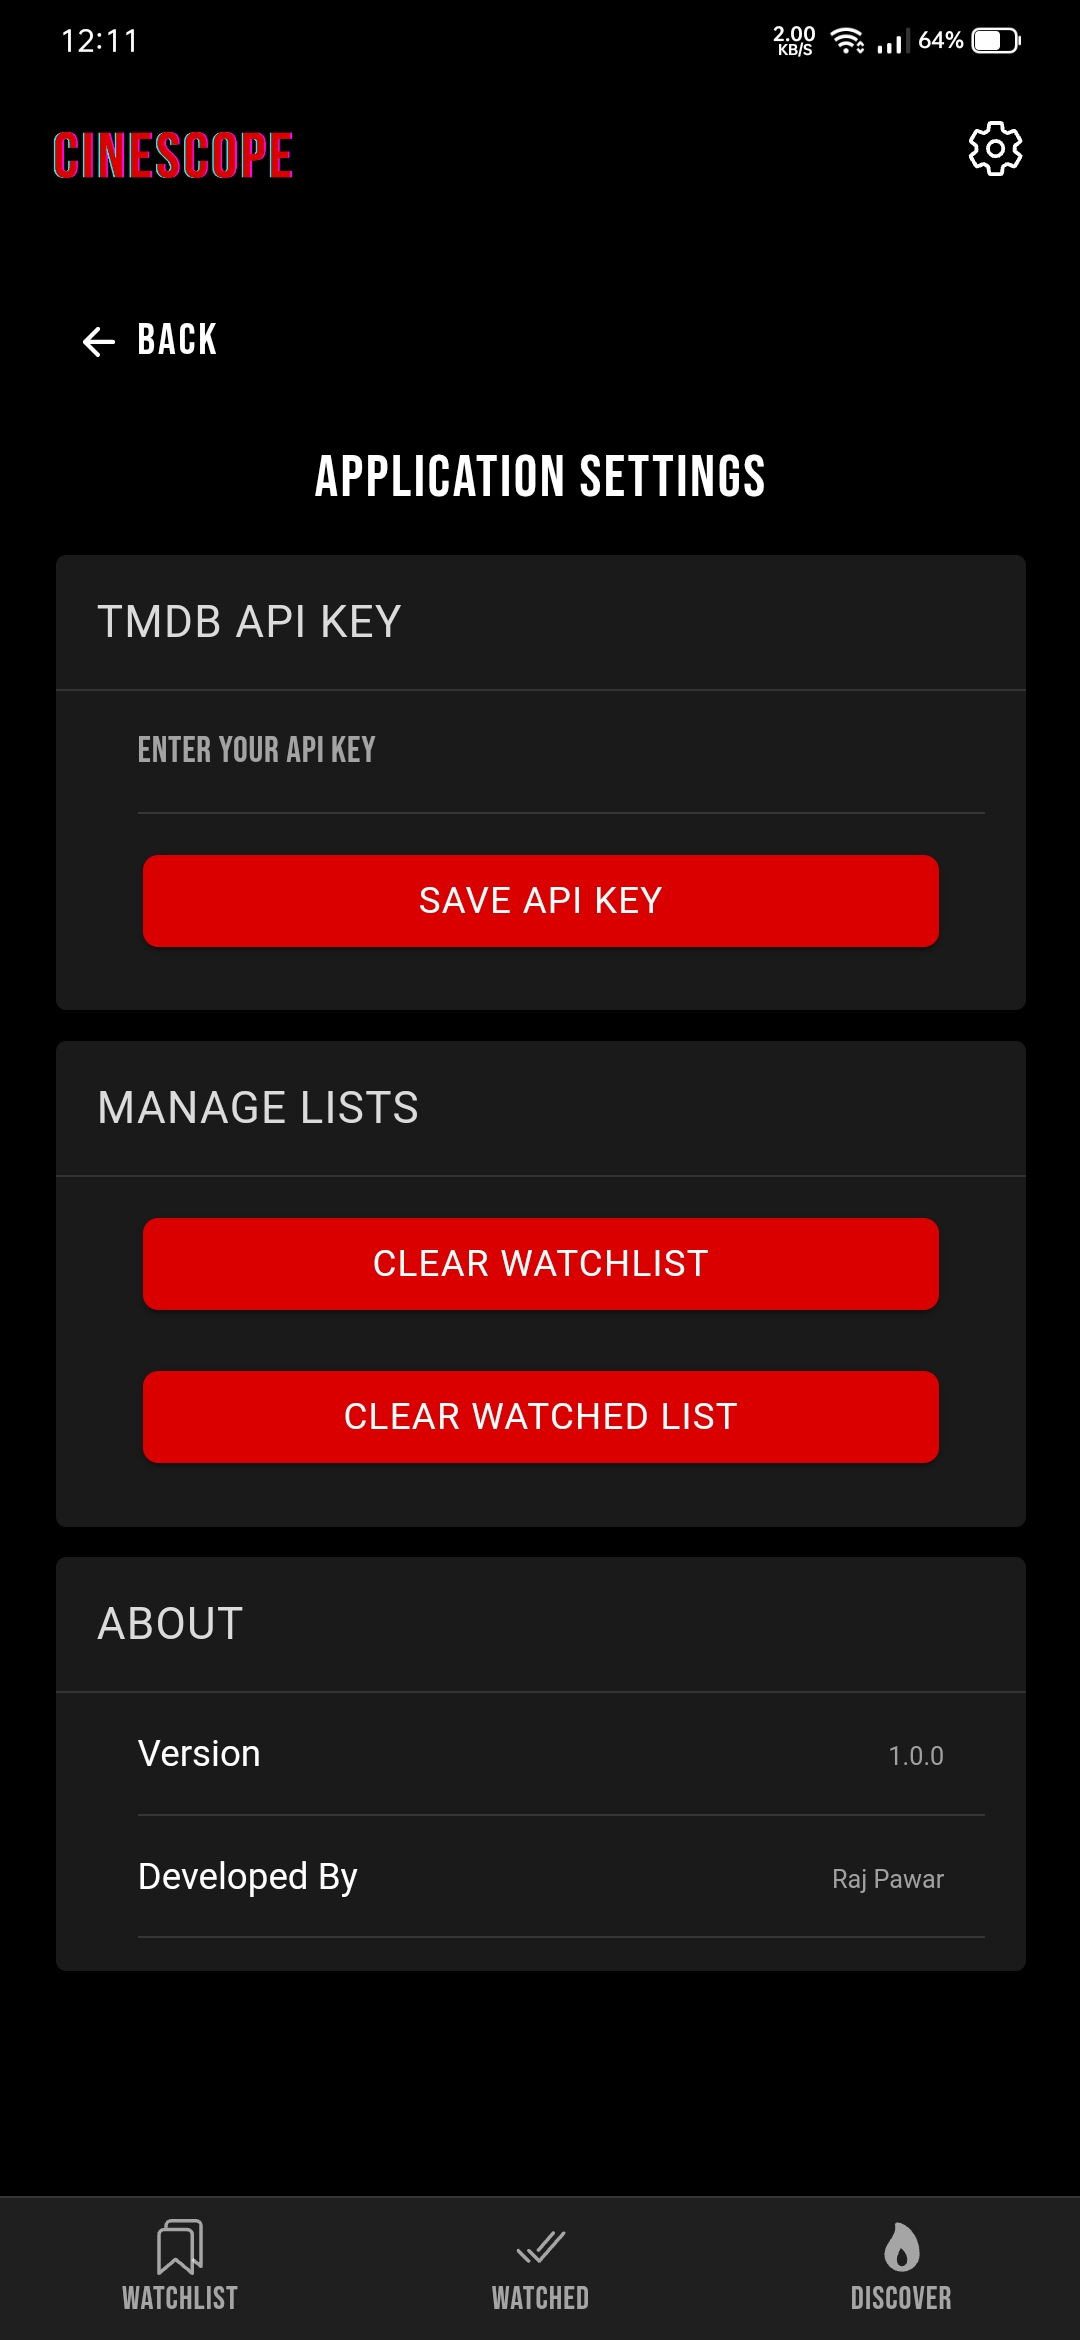 12:11
2.00 KB/S 64%
CINESCOPE
BACK
APPLICATION SETTINGS
TMDB API KEY
ENTER YOUR API KEY
SAVE API KEY
MANAGE LISTS
CLEAR WATCHLIST
CLEAR WATCHED LIST
ABOUT
Version 1.0.0
Developed By Raj Pawar
WATCHLIST WATCHED DISCOVER